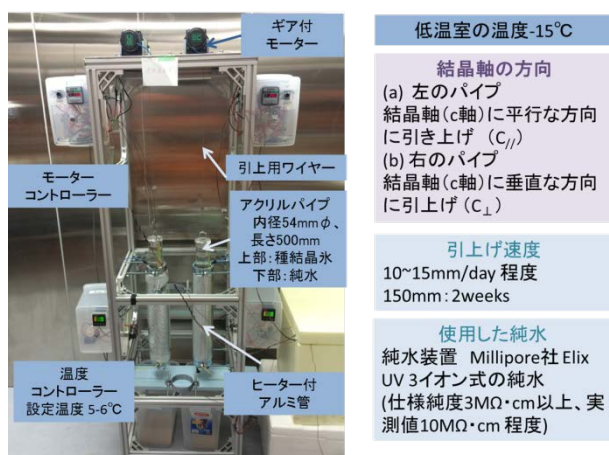 ギア付
モーター
モーター
コントローラー
引上用ワイヤー
アクリルパイプ
内径54mmφ、
長さ500mm
上部：種結晶氷
下部：純水
温度
コントローラー
設定温度 5-6℃
ヒーター付
アルミ管
低温室の温度-15℃
結晶軸の方向
(a) 左のパイプ
結晶軸（c軸）に平行な方向
に引き上げ （C//）
(b) 右のパイプ
結晶軸（c軸）に垂直な方向
に引上げ（C⊥）
引上げ速度
10~15mm/day 程度
150mm：2weeks
使用した純水
純水装置　Millipore社 Elix
UV 3イオン式の純水
(仕様純度3MΩ・cm以上、実
測値10MΩ・cm 程度)